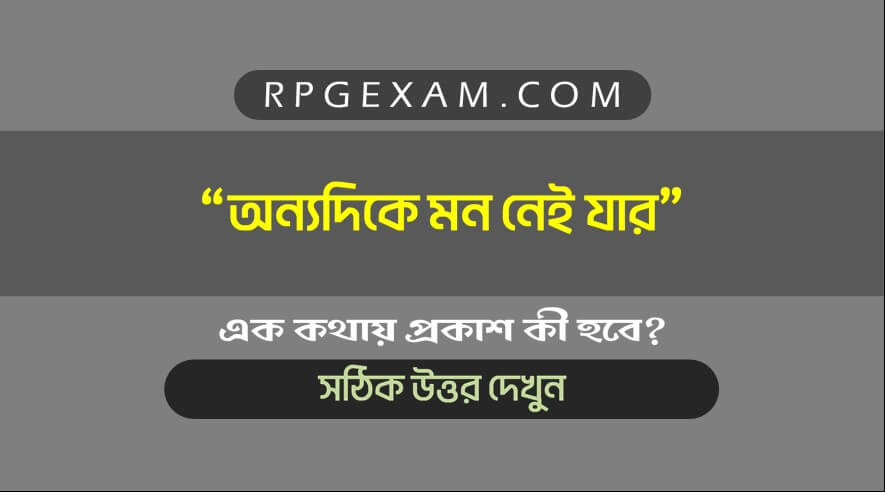 RPGEXAM.COM
“অন্যদিকে মন নেই যার”
এক কথায় প্রকাশ কী হবে?
সঠিক উত্তর দেখুন